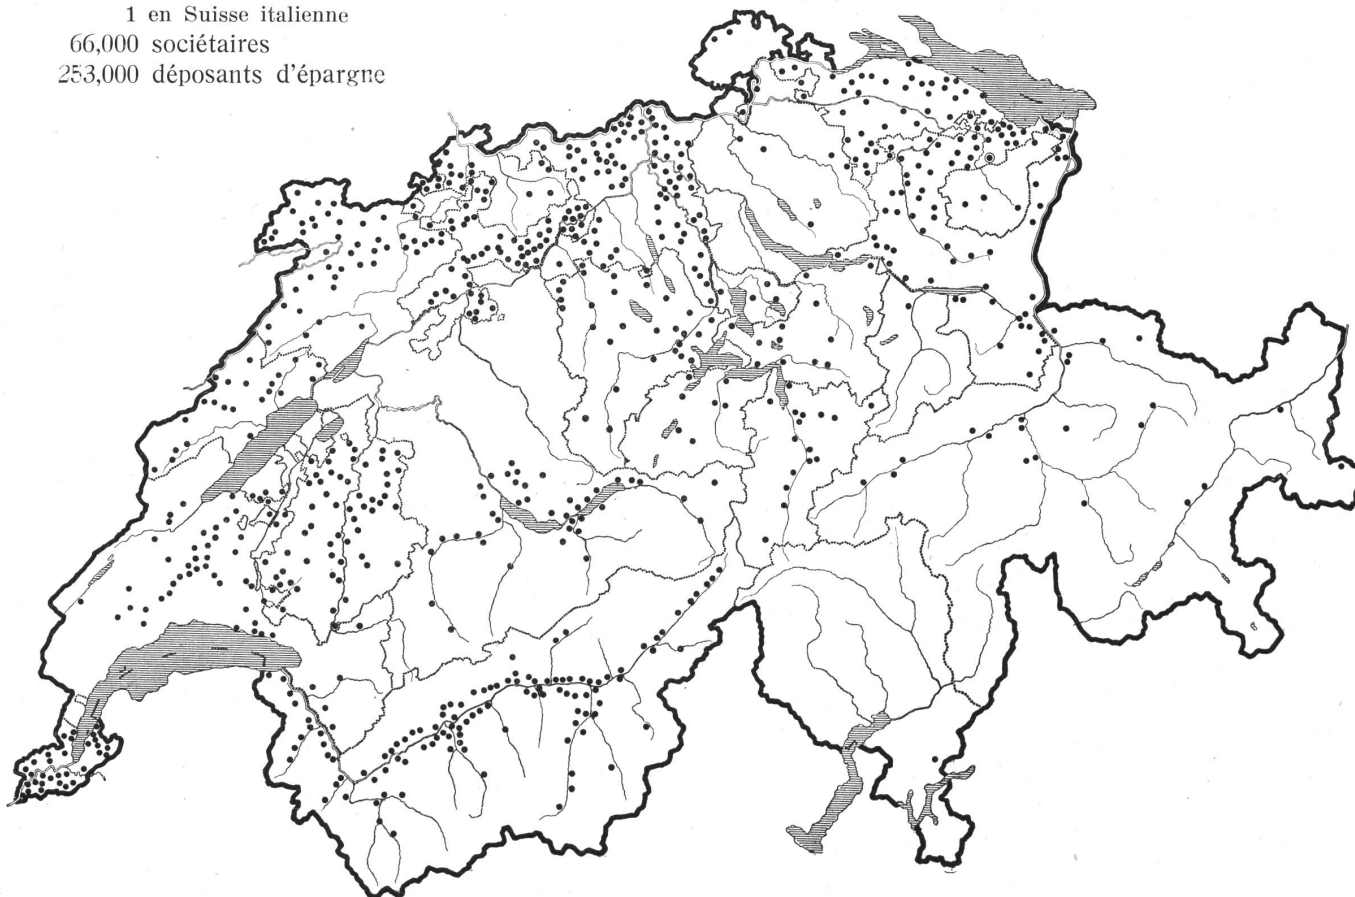 1 en Suisse italienne
66,000 sociétaires
253,000 déposants d'épargne